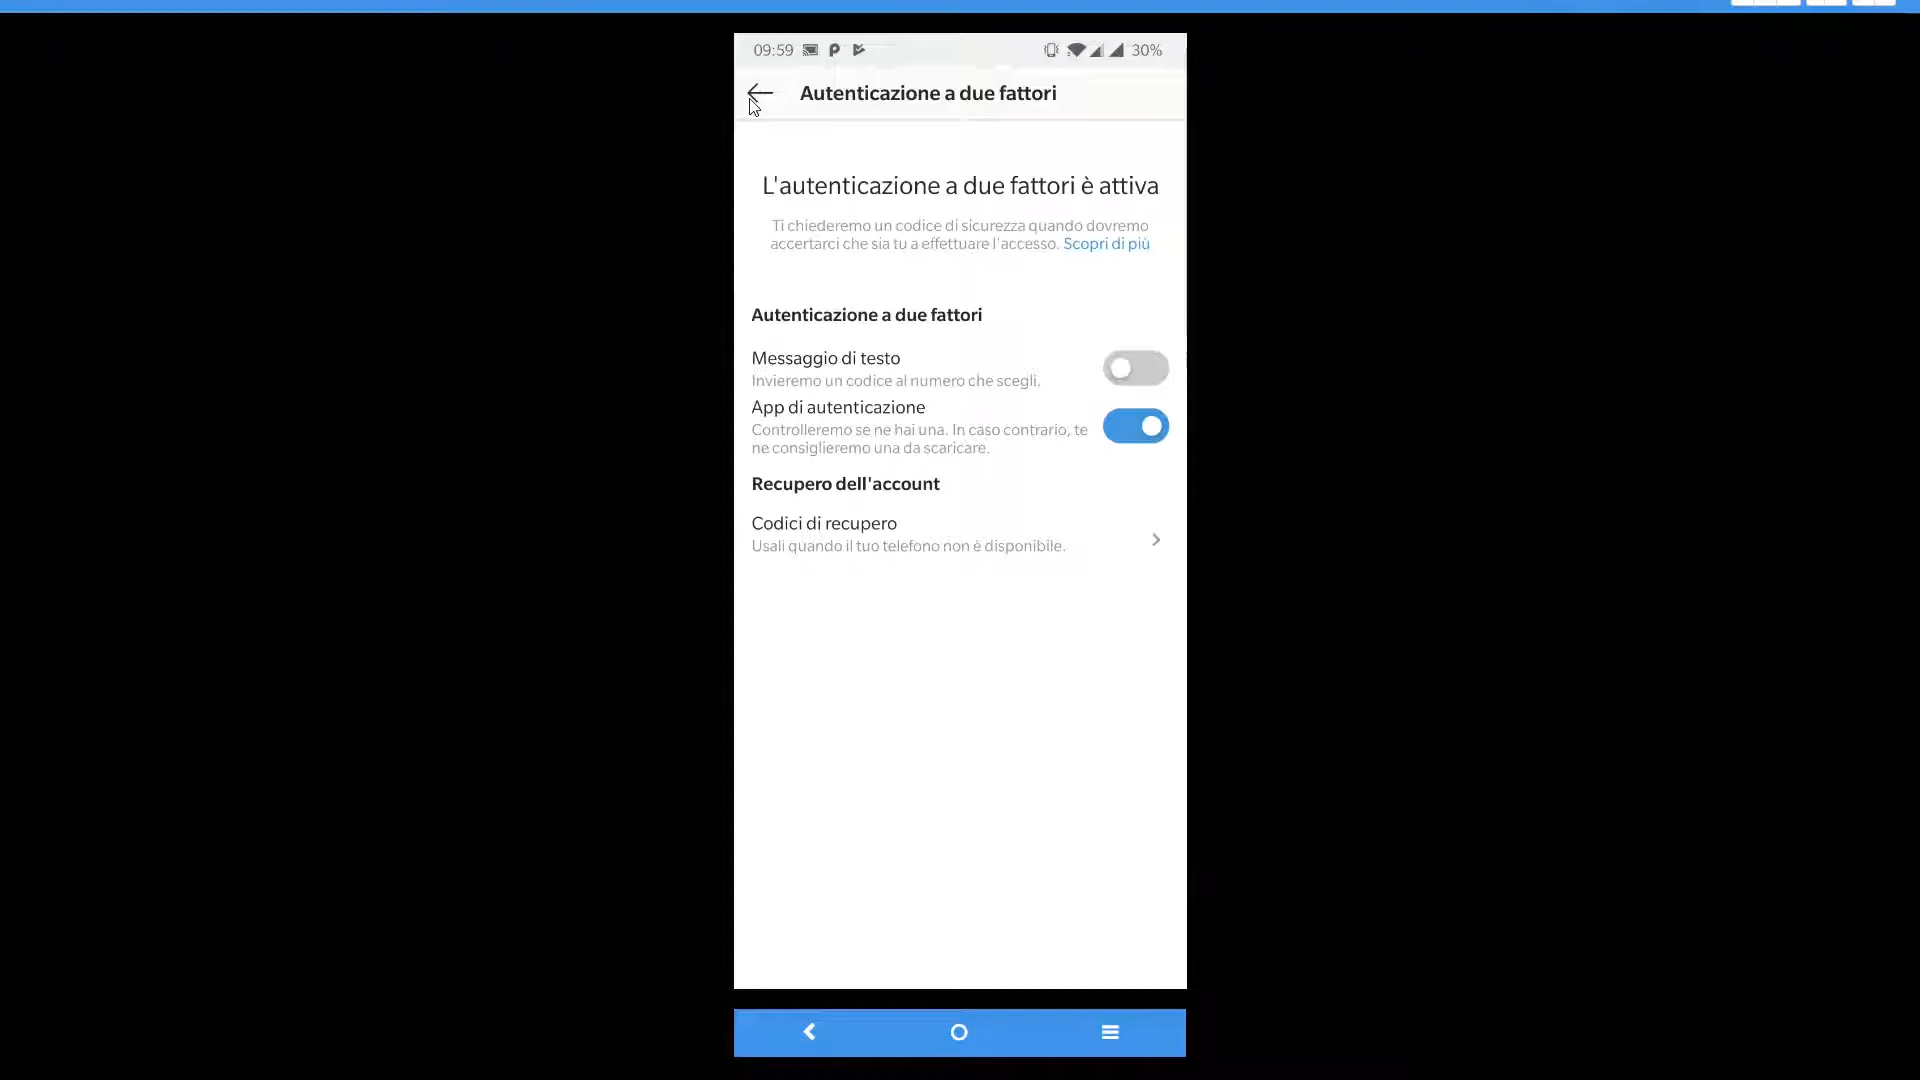 09:59 30%
Autenticazione a due fattori
L'autenticazione a due fattori è attiva
Ti chiederemo un codice di sicurezza quando dovremo
accertarci che sia tu a effettuare l'accesso. Scopri di più
Autenticazione a due fattori
Messaggio di testo
Invieremo un codice al numero che scegli.
App di autenticazione
Controlleremo se ne hai una. In caso contrario, te
ne consiglieremo una da scaricare.
Recupero dell'account
Codici di recupero
Usali quando il tuo telefono non è disponibile.